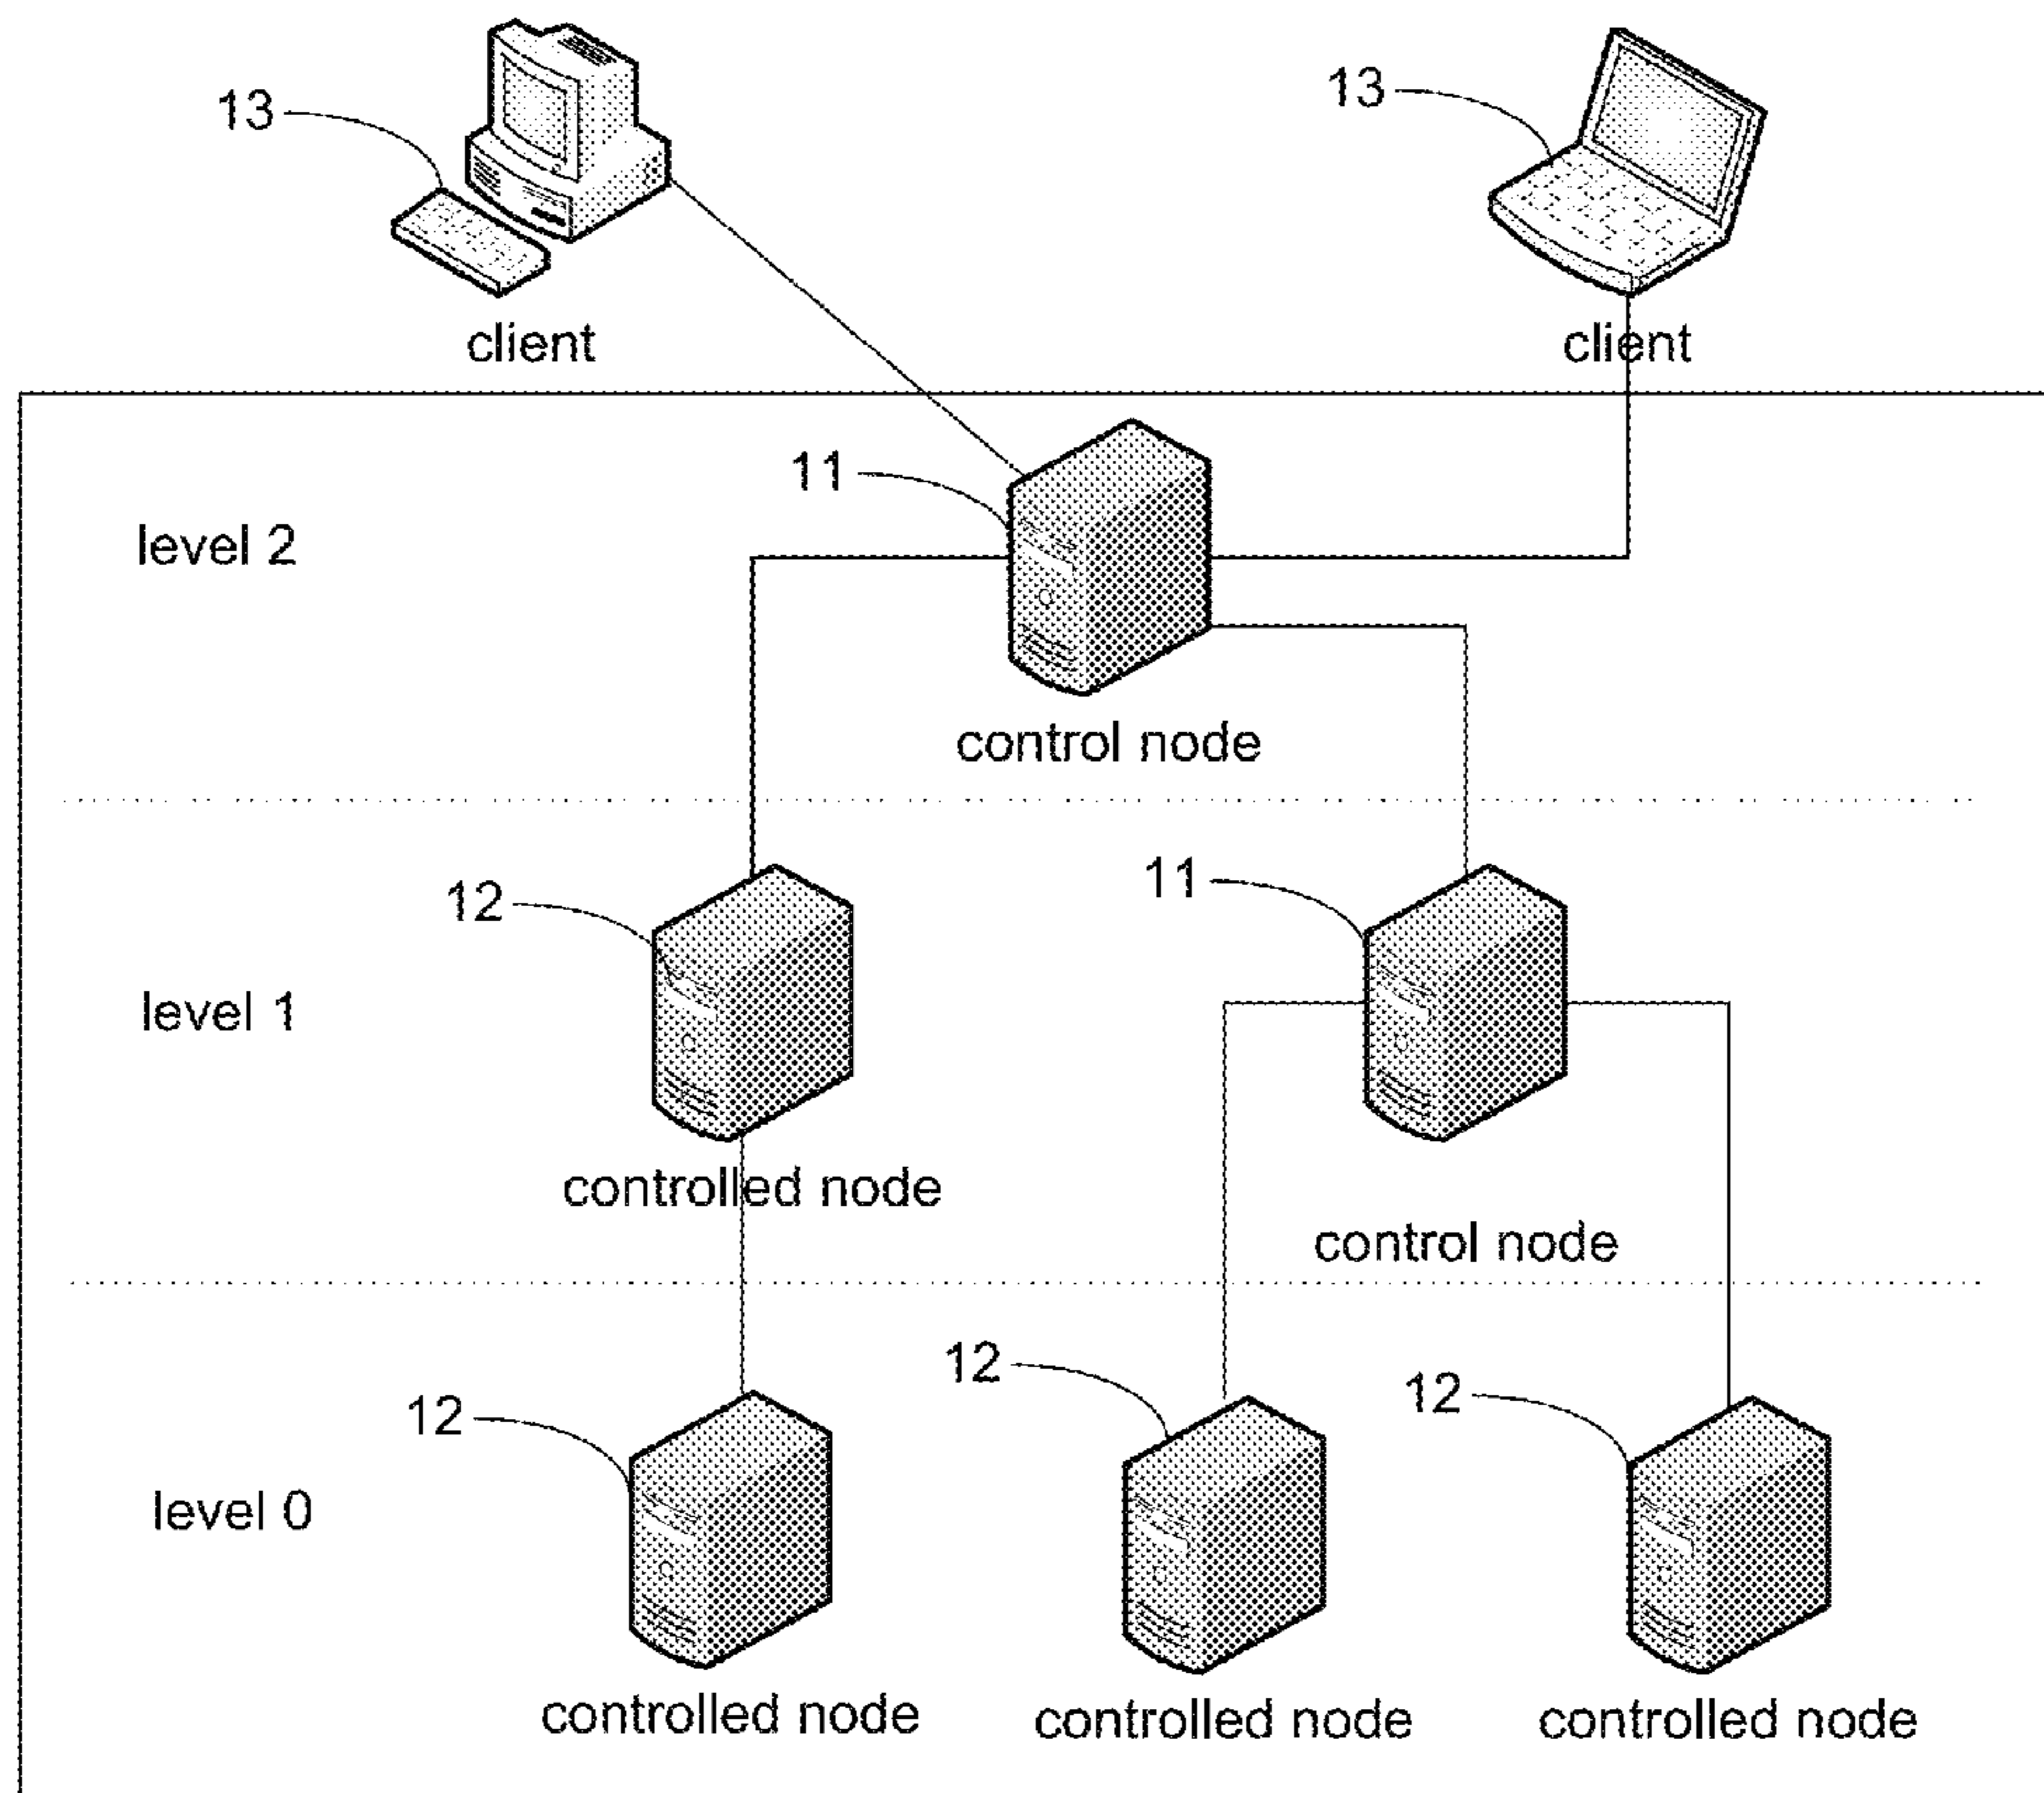 13
13
client
client
11
level 2
control node
12
11
level 1
controlled node
control node
12
12
12
level 0
controlled node
controlled node
controlled node